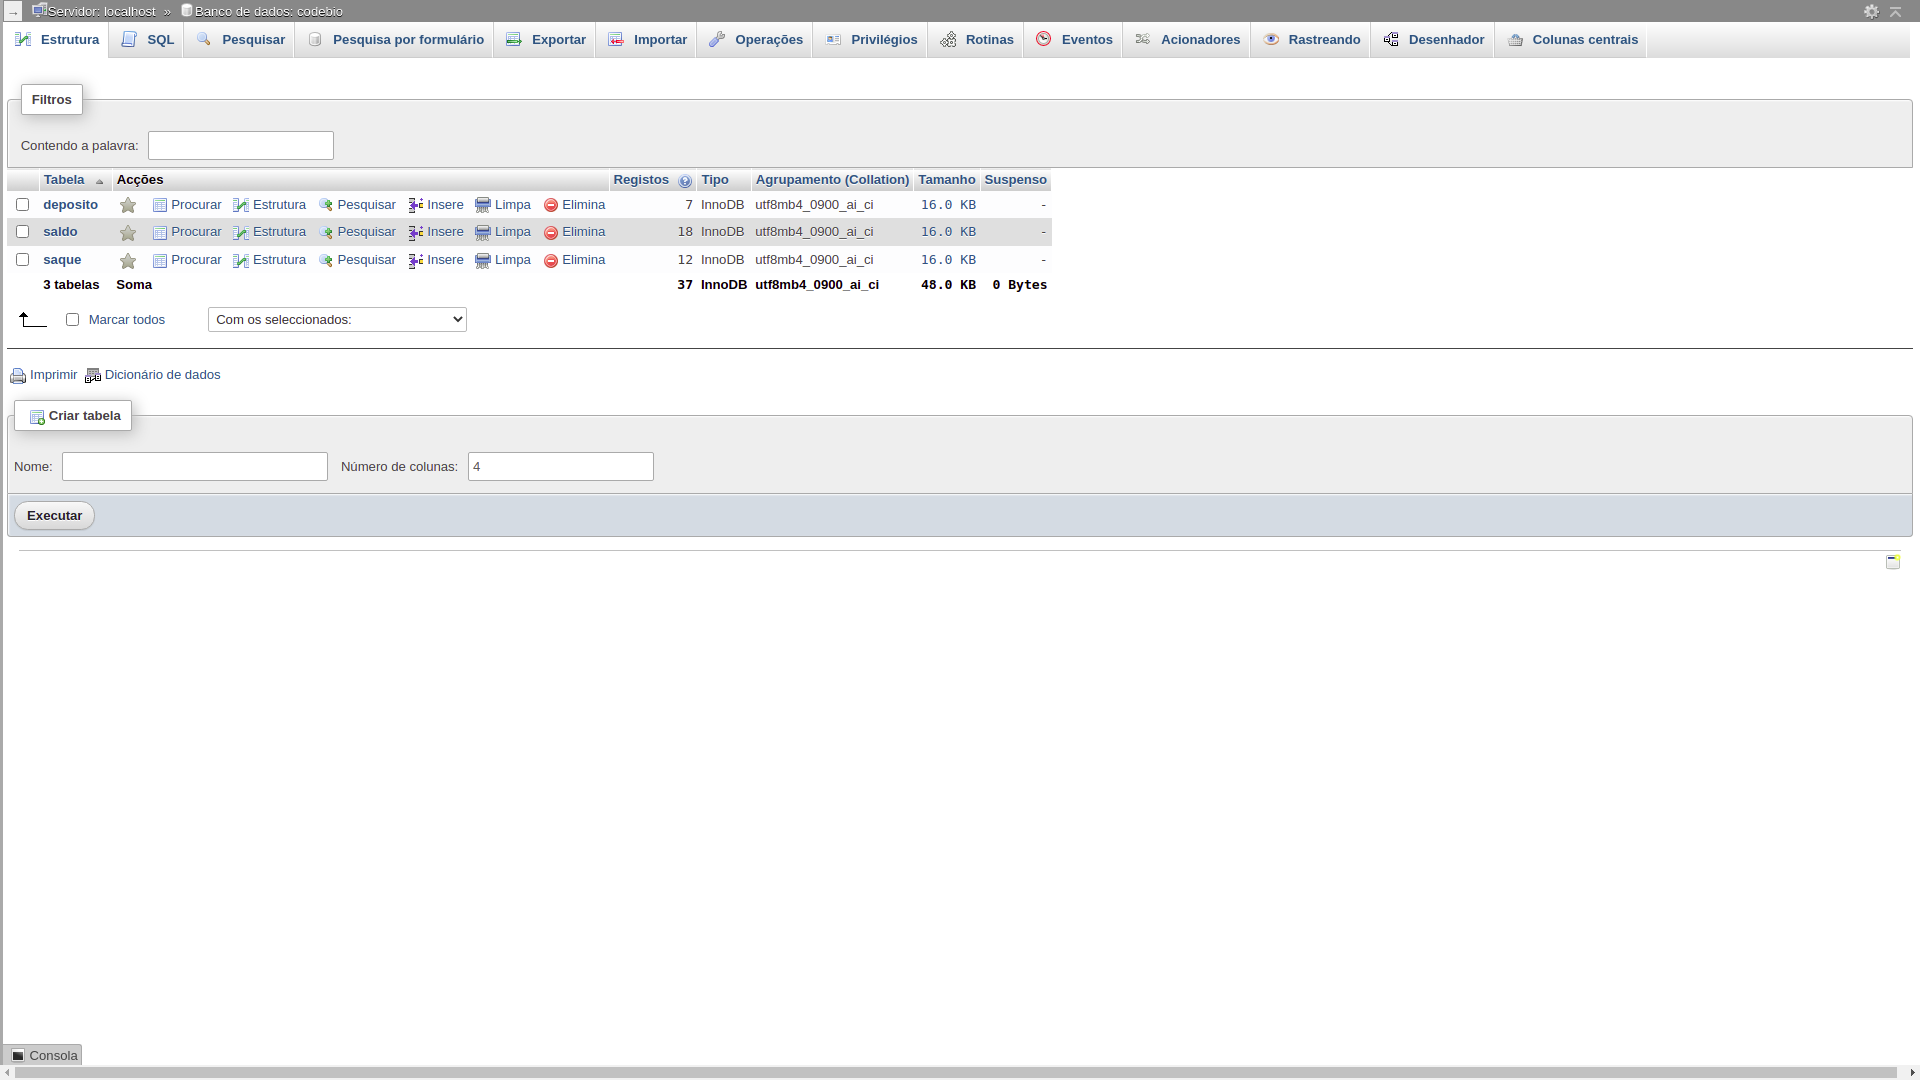 Servidor: localhost » Banco de dados: codebio
Estrutura SQL Pesquisar Pesquisa por formulário Exportar Importar Operações Privilégios Rotinas Eventos Acionadores Rastreando Desenhador Colunas centrais
Filtros
Contendo a palavra:
Tabela Acções Registos Tipo Agrupamento (Collation) Tamanho Suspenso
deposito Procurar Estrutura Pesquisar Insere Limpa Elimina 7 InnoDB utf8mb4_0900_ai_ci 16.0 KB -
saldo Procurar Estrutura Pesquisar Insere Limpa Elimina 18 InnoDB utf8mb4_0900_ai_ci 16.0 KB -
saque Procurar Estrutura Pesquisar Insere Limpa Elimina 12 InnoDB utf8mb4_0900_ai_ci 16.0 KB -
3 tabelas Soma 37 InnoDB utf8mb4_0900_ai_ci 48.0 KB 0 Bytes
Marcar todos Com os seleccionados:
Imprimir Dicionário de dados
Criar tabela
Nome: Número de colunas: 4
Executar
Consola